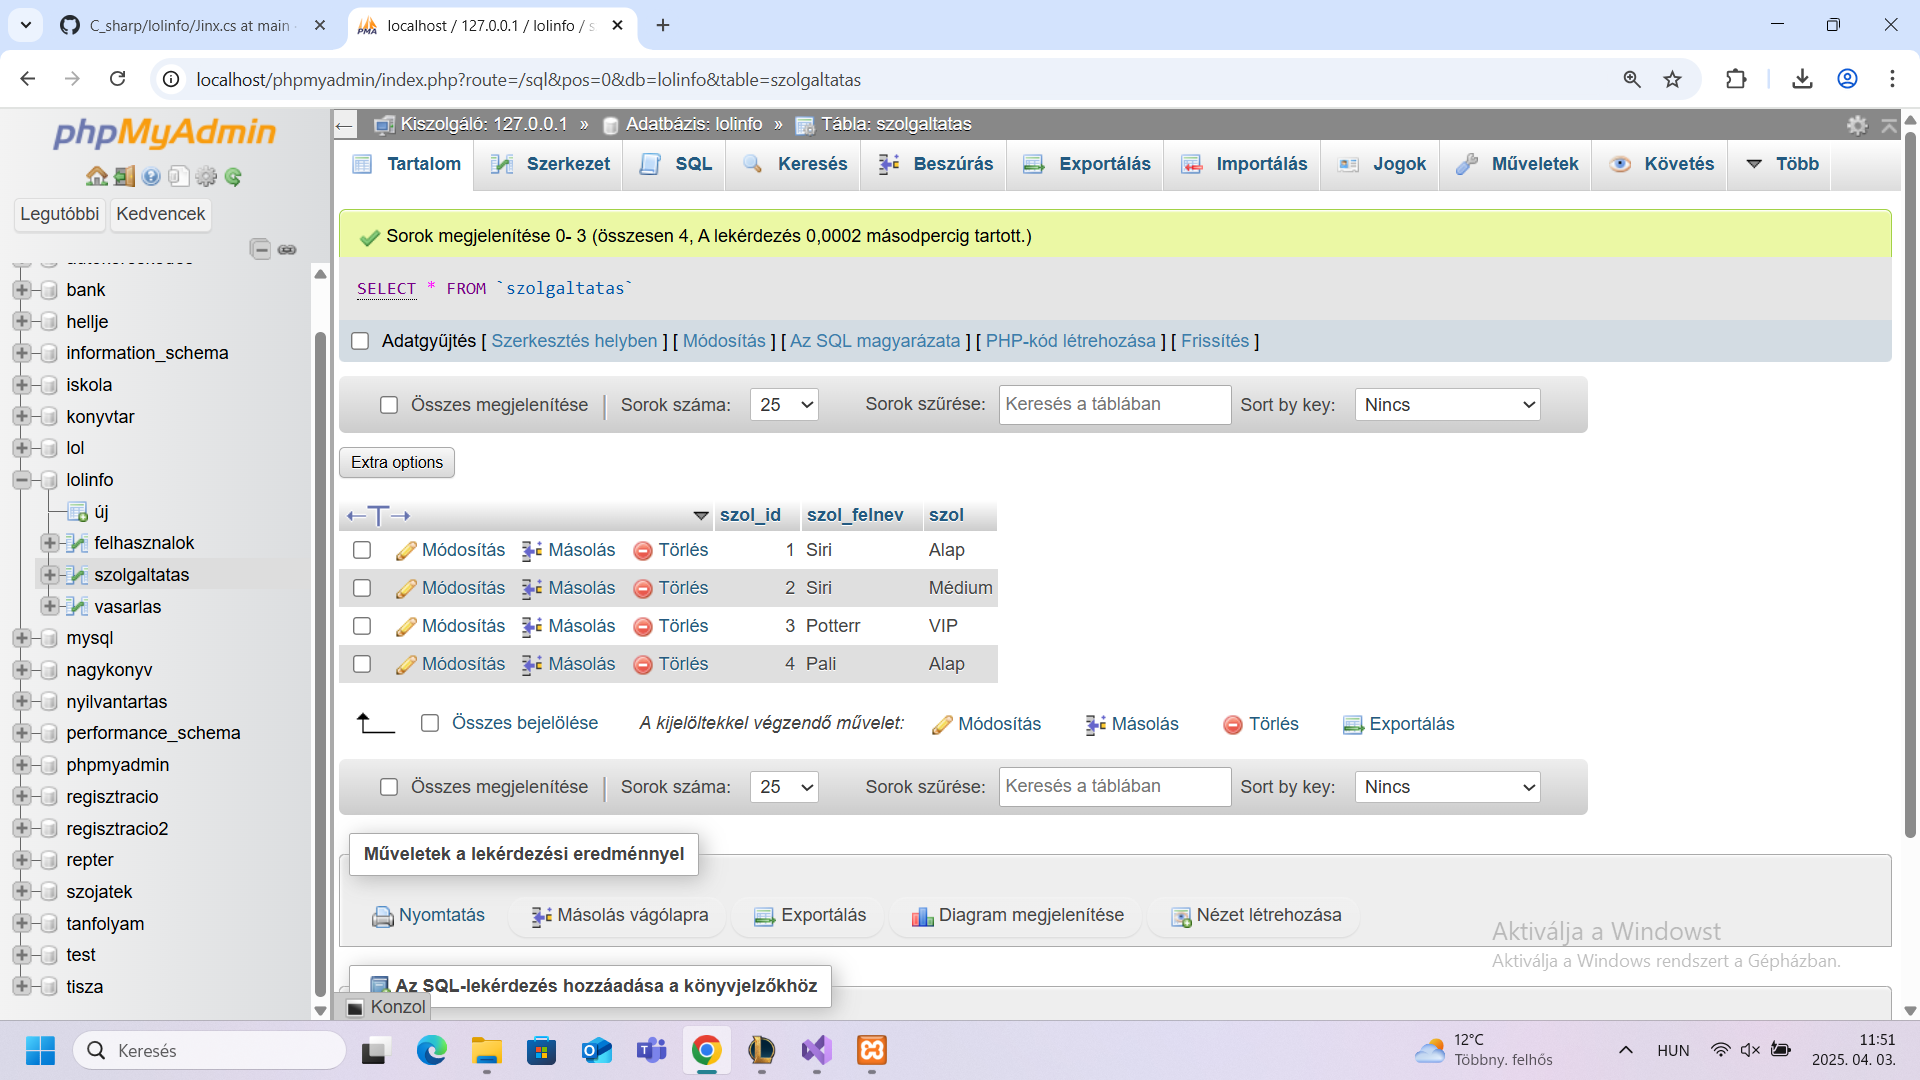 C_sharp/lolinfo/Jinx.cs at main
localhost / 127.0.0.1 / lolinfo / s
localhost/phpmyadmin/index.php?route=/sql&pos=0&db=lolinfo&table=szolgaltatas
phpMyAdmin
Legutóbbi Kedvencek
bank
hellje
information_schema
iskola
konyvtar
lol
lolinfo
új
felhasznalok
szolgaltatas
vasarlas
mysql
nagykonyv
nyilvantartas
performance_schema
phpmyadmin
regisztracio
regisztracio2
repter
szojatek
tanfolyam
test
tisza
Kiszolgáló: 127.0.0.1 » Adatbázis: lolinfo » Tábla: szolgaltatas
Tartalom Szerkezet SQL Keresés Beszúrás Exportálás Importálás Jogok Műveletek Követés Több
Sorok megjelenítése 0- 3 (összesen 4, A lekérdezés 0,0002 másodpercig tartott.)
SELECT * FROM `szolgaltatas`
Adatgyűjtés [ Szerkesztés helyben ] [ Módosítás ] [ Az SQL magyarázata ] [ PHP-kód létrehozása ] [ Frissítés ]
Összes megjelenítése Sorok száma: 25 Sorok szűrése: Keresés a táblában Sort by key: Nincs
Extra options
szol_id szol_felnev szol
Módosítás Másolás Törlés 1 Siri Alap
Módosítás Másolás Törlés 2 Siri Médium
Módosítás Másolás Törlés 3 Potterr VIP
Módosítás Másolás Törlés 4 Pali Alap
Összes bejelölése A kijelöltekkel végzendő művelet: Módosítás Másolás Törlés Exportálás
Összes megjelenítése Sorok száma: 25 Sorok szűrése: Keresés a táblában Sort by key: Nincs
Műveletek a lekérdezési eredménnyel
Nyomtatás Másolás vágólapra Exportálás Diagram megjelenítése Nézet létrehozása
Aktiválja a Windowst
Aktiválja a Windows rendszert a Gépházban.
Az SQL-lekérdezés hozzáadása a könyvjelzőkhöz
Konzol
Keresés
12°C
Többny. felhős
HUN
11:51
2025. 04. 03.